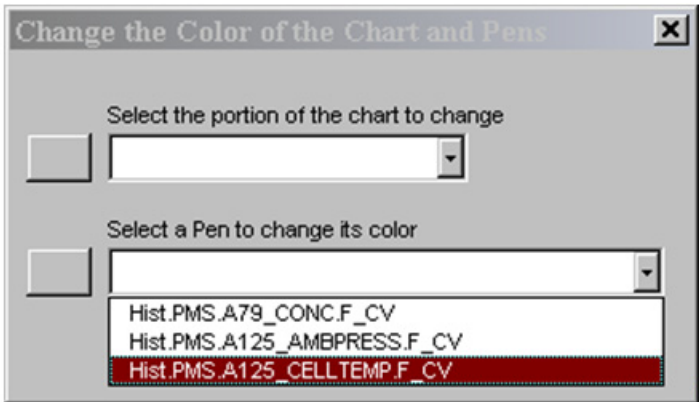 Change the Color of the Chart and Pens
Select the portion of the chart to change
Select a Pen to change its color
Hist.PMS.A79_CONC.F_CV
Hist.PMS.A125_AMBPRESS.F_CV
Hist.PMS.A125_CELLTEMP.F_CV